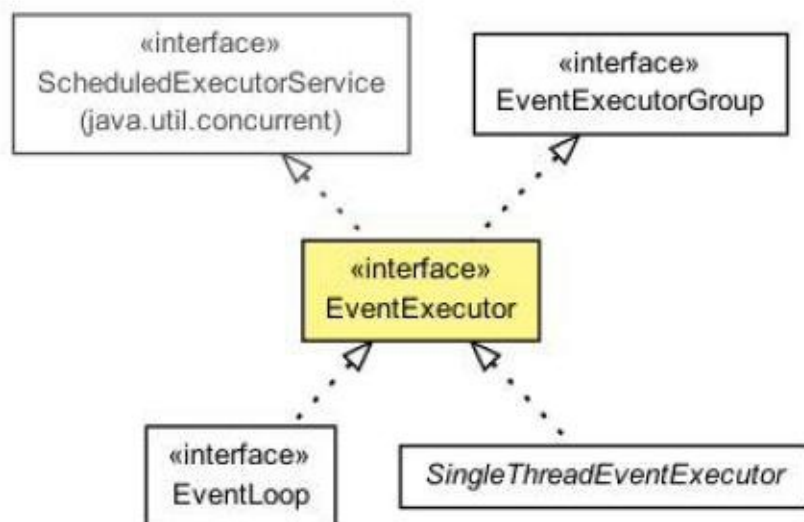 «interface»
ScheduledExecutorService
(java.util.concurrent)
«interface»
EventExecutorGroup
«interface»
EventExecutor
«interface»
EventLoop
SingleThreadEventExecutor